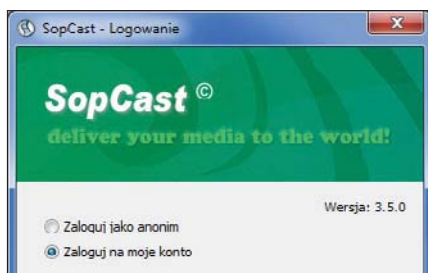 SopCast - Logowanie
SopCast ©
deliver your media to the world!
Wersja: 3.5.0
Zaloguj jako anonim
Zaloguj na moje konto